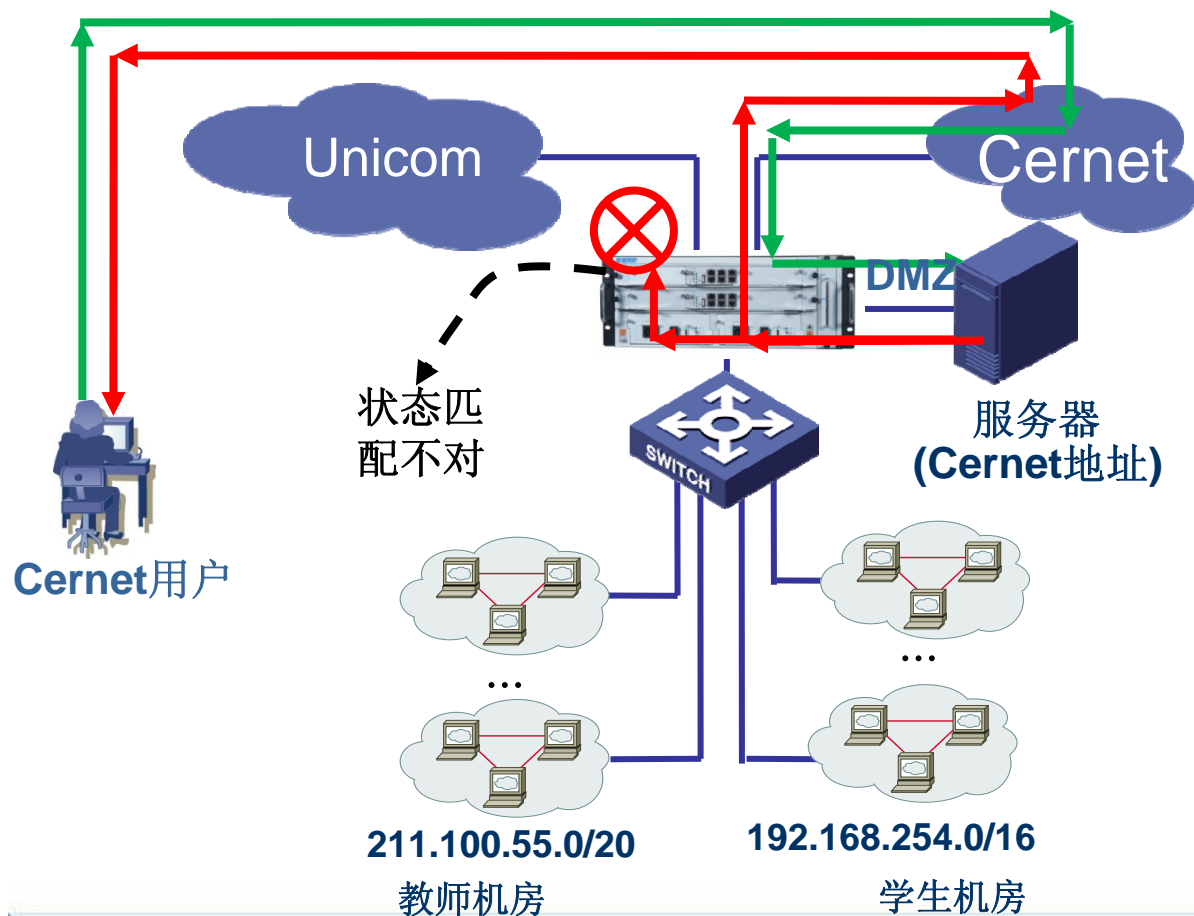 Unicom
Cernet
DMZ
状态匹
配不对
SWITCH
服务器
(Cernet地址)
Cernet用户
...
...
211.100.55.0/20
192.168.254.0/16
教师机房
学生机房